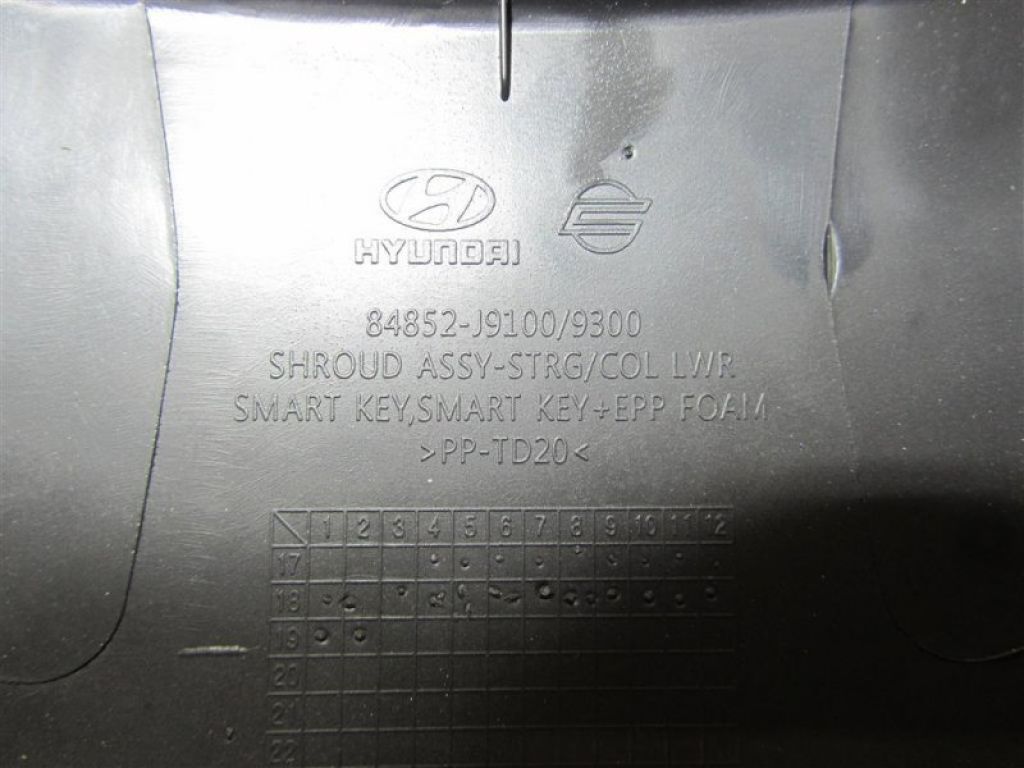 HYUNDAI
84852-J9100/9300
SHROUD ASSY-STRG/COL LWR
SMART KEY,SMART KEY+EPP FOAM
>PP-TD20<
1 2 3 4 5 6 7 8 9 10 11 12
17
18
19
20
21
22